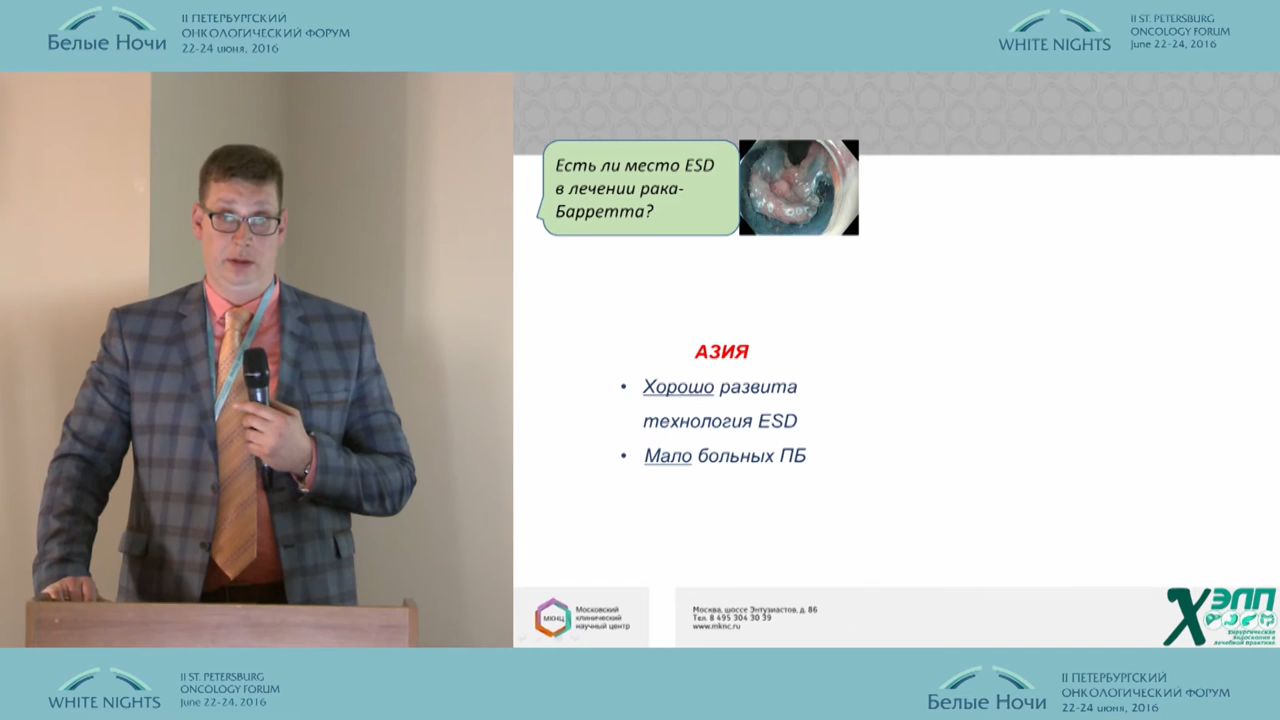 II ПЕТЕРБУРГСКИЙ
ОНКОЛОГИЧЕСКИЙ ФОРУМ
22-24 июня, 2016
Белые Ночи
II ST. PETERSBURG
ONCOLOGY FORUM
June 22-24, 2016
WHITE NIGHTS
Есть ли место ESD
в лечении рака-
Барретта?
АЗИЯ
• Хорошо развита
технология ESD
• Мало больных ПБ
МКНЦ
Московский
клинический
научный центр
Москва, шоссе Энтузиастов, д. 86
Тел. 8 495 304 30 39
www.mknc.ru
ХЭЛП
хирургическая
эндоскопия в
лечебной практике
II ST. PETERSBURG
ONCOLOGY FORUM
June 22-24, 2016
WHITE NIGHTS
II ПЕТЕРБУРГСКИЙ
ОНКОЛОГИЧЕСКИЙ ФОРУМ
22-24 июня, 2016
Белые Ночи